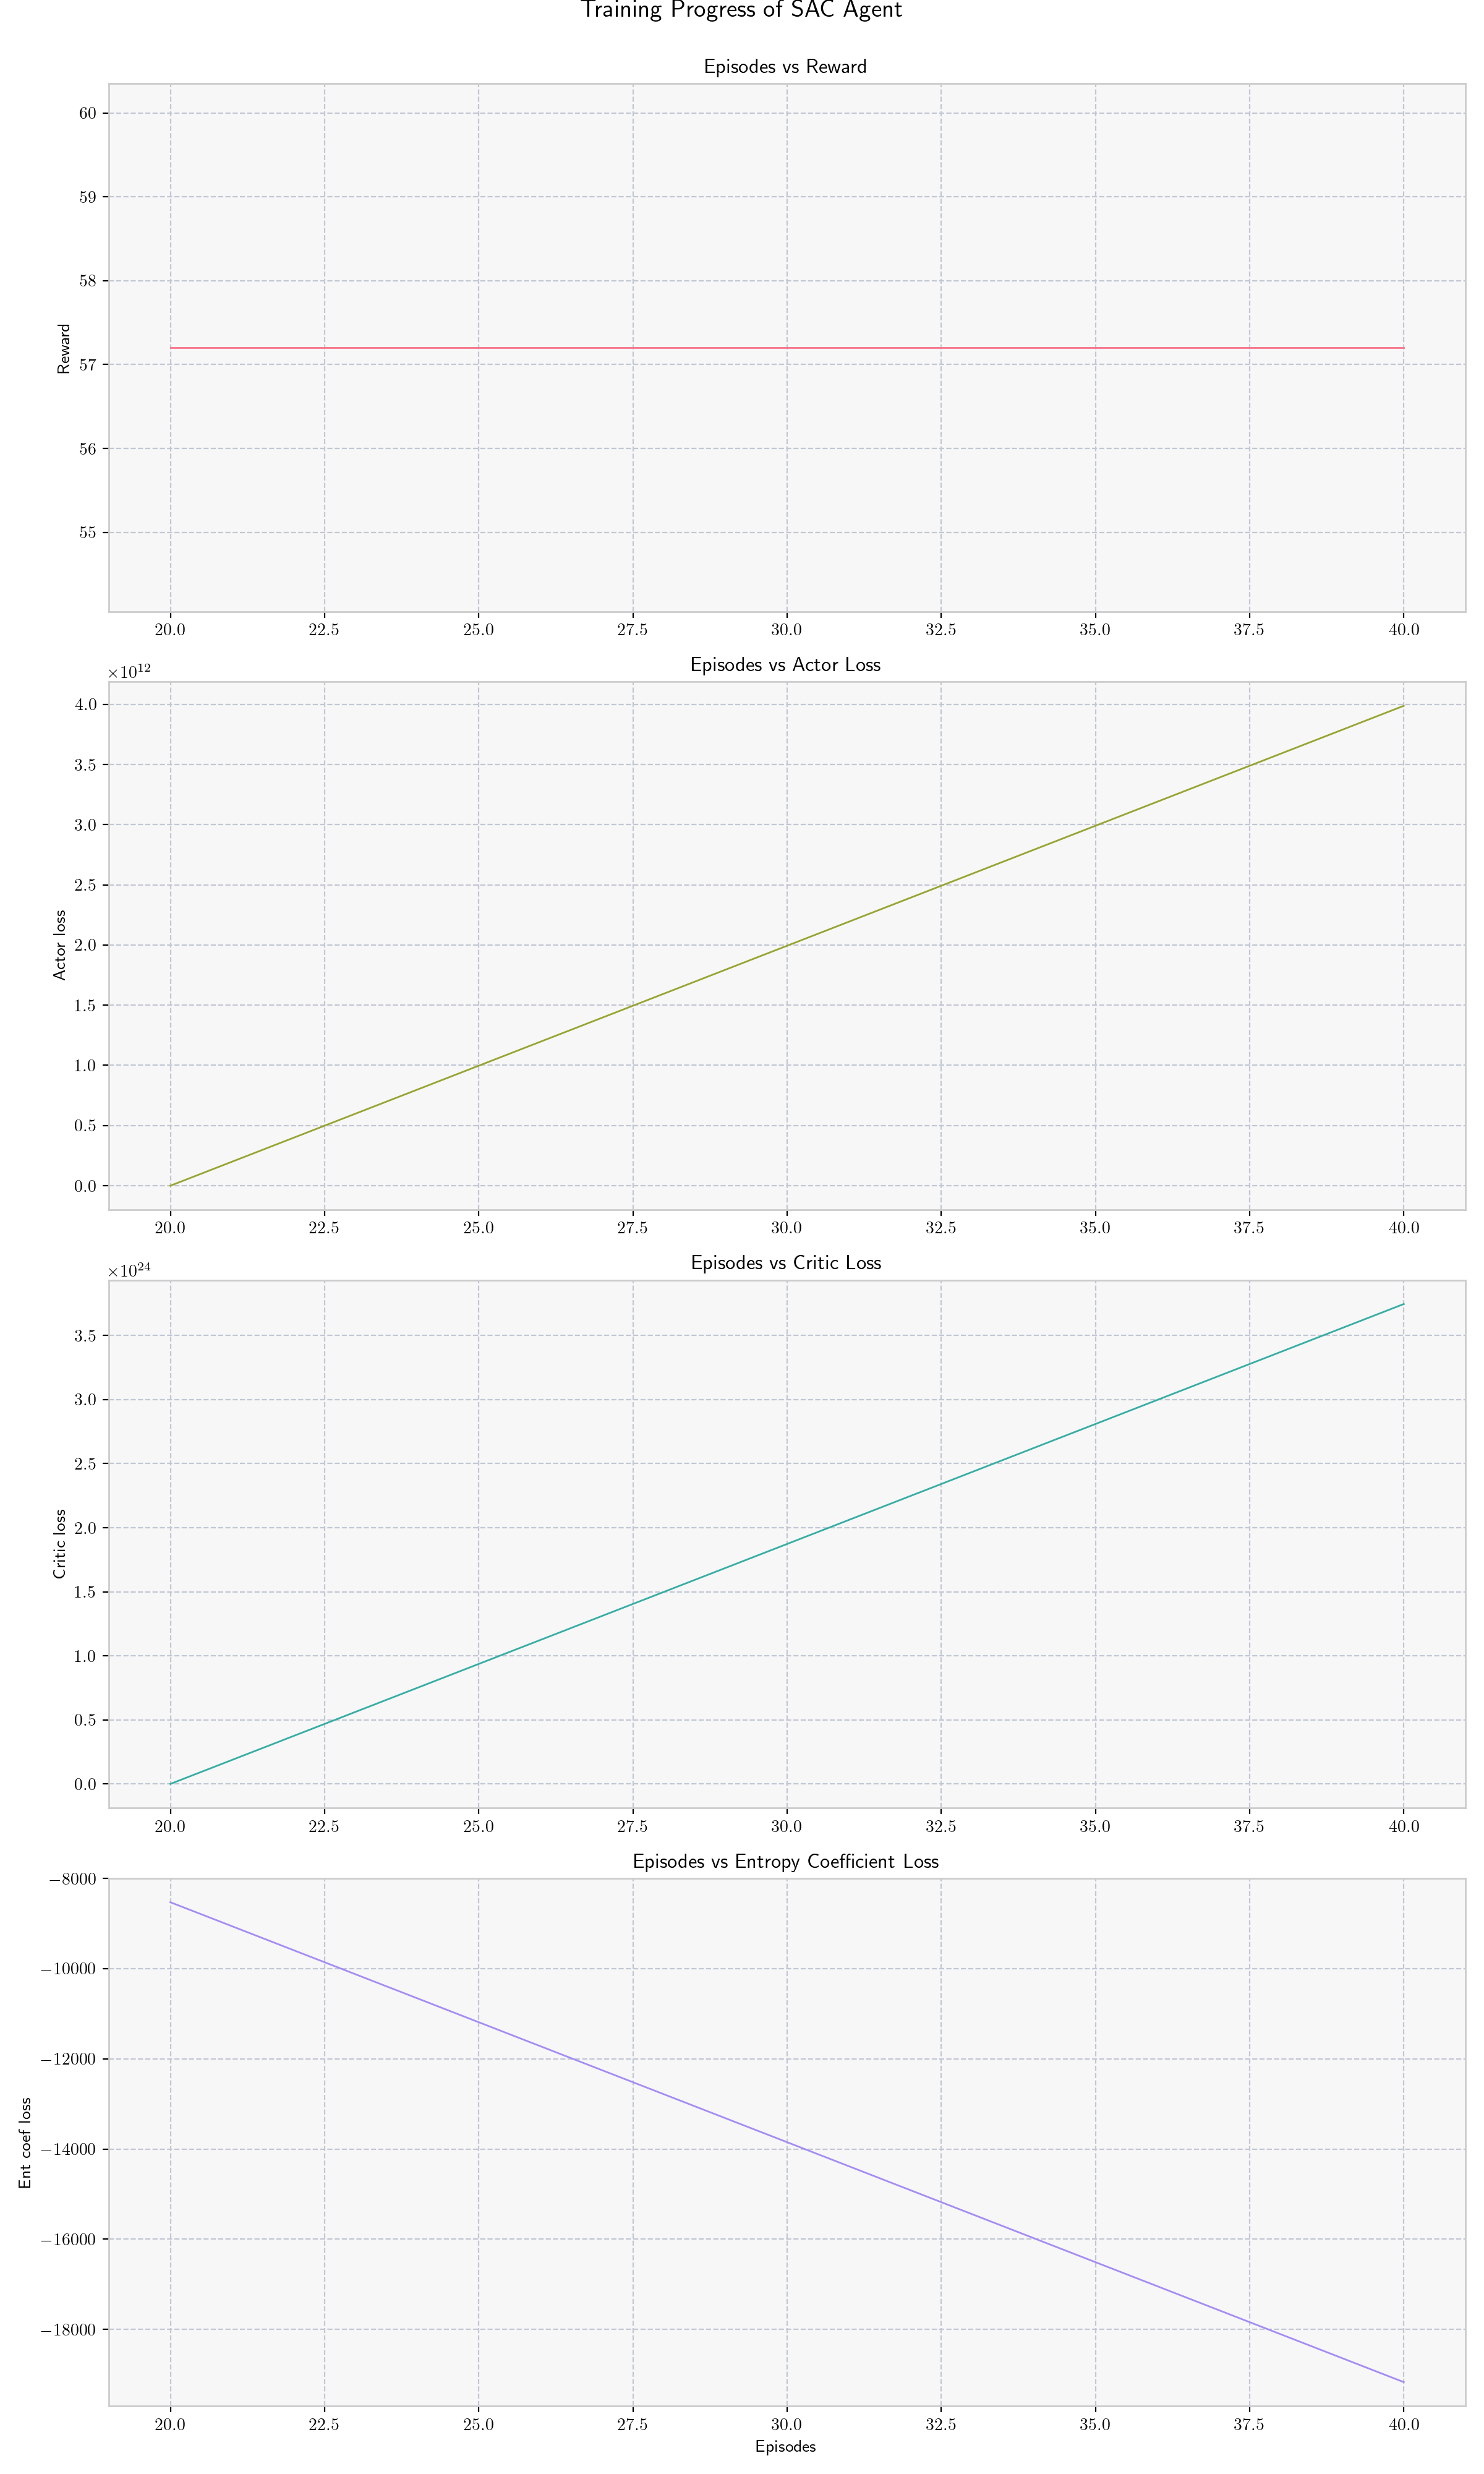 Training Progress of SAC Agent
Episodes vs Reward
60
59
58
57
56
55
Reward
20.0 22.5 25.0 27.5 30.0 32.5 35.0 37.5 40.0
Episodes vs Actor Loss
×10¹²
4.0
3.5
3.0
2.5
2.0
1.5
1.0
0.5
0.0
Actor loss
20.0 22.5 25.0 27.5 30.0 32.5 35.0 37.5 40.0
Episodes vs Critic Loss
×10²⁴
3.5
3.0
2.5
2.0
1.5
1.0
0.5
0.0
Critic loss
20.0 22.5 25.0 27.5 30.0 32.5 35.0 37.5 40.0
Episodes vs Entropy Coefficient Loss
−8000
−10000
−12000
−14000
−16000
−18000
Ent coef loss
20.0 22.5 25.0 27.5 30.0 32.5 35.0 37.5 40.0
Episodes